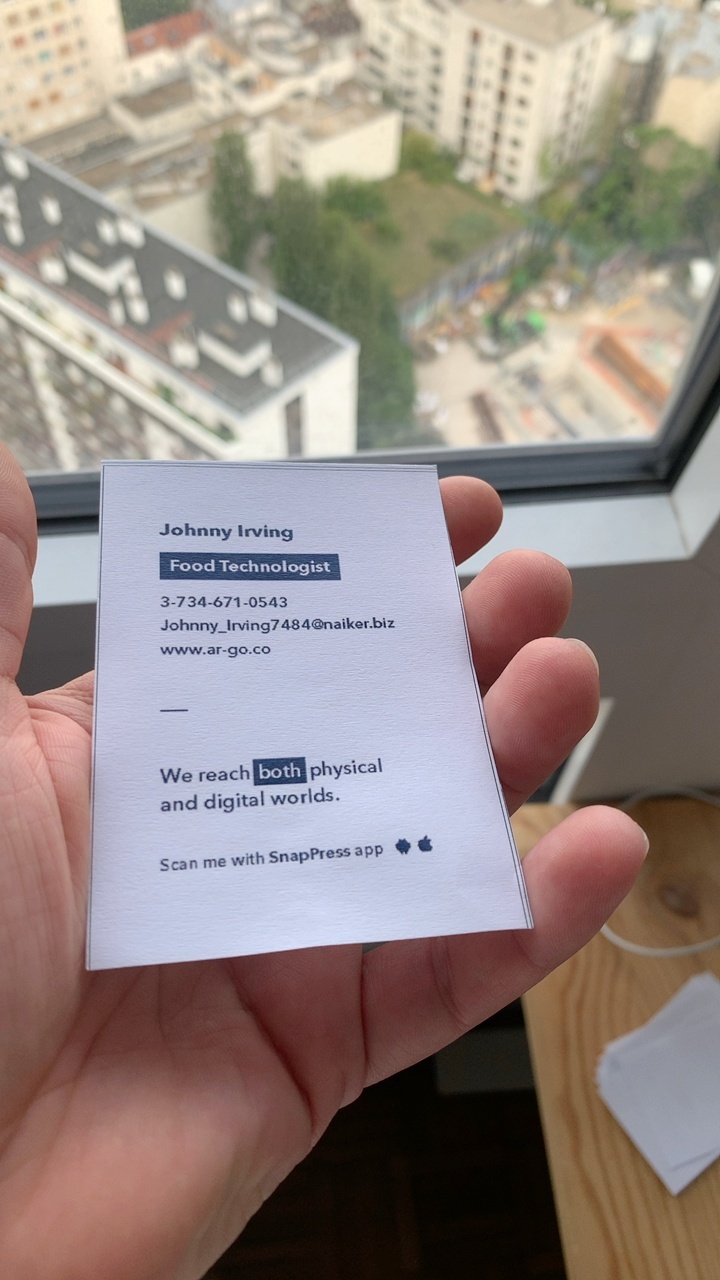 Johnny Irving
Food Technologist
3-734-671-0543
Johnny_Irving7484@naiker.biz
www.ar-go.co
We reach both physical
and digital worlds.
Scan me with SnapPress app